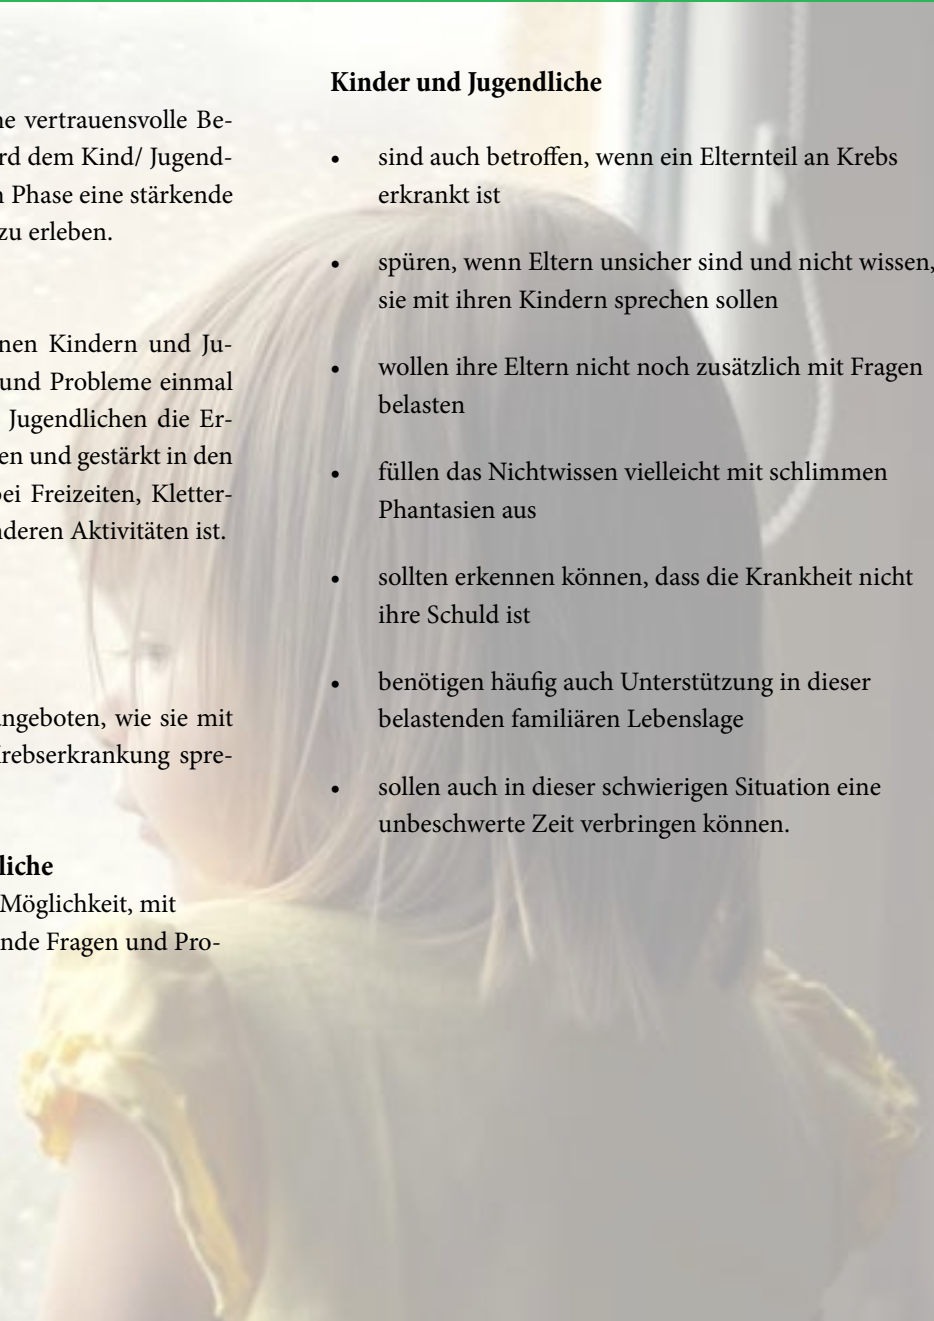 ne vertrauensvolle Be-
rd dem Kind/ Jugend-
n Phase eine stärkende
zu erleben.
nen Kindern und Ju-
und Probleme einmal
Jugendlichen die Er-
en und gestärkt in den
bei Freizeiten, Kletter-
nderen Aktivitäten ist.
angeboten, wie sie mit
Krebserkrankung spre-
lliche
Möglichkeit, mit
nde Fragen und Pro-
Kinder und Jugendliche
• sind auch betroffen, wenn ein Elternteil an Krebs
erkrankt ist
• spüren, wenn Eltern unsicher sind und nicht wissen,
sie mit ihren Kindern sprechen sollen
• wollen ihre Eltern nicht noch zusätzlich mit Fragen
belasten
• füllen das Nichtwissen vielleicht mit schlimmen
Phantasien aus
• sollten erkennen können, dass die Krankheit nicht
ihre Schuld ist
• benötigen häufig auch Unterstützung in dieser
belastenden familiären Lebenslage
• sollen auch in dieser schwierigen Situation eine
unbeschwerte Zeit verbringen können.